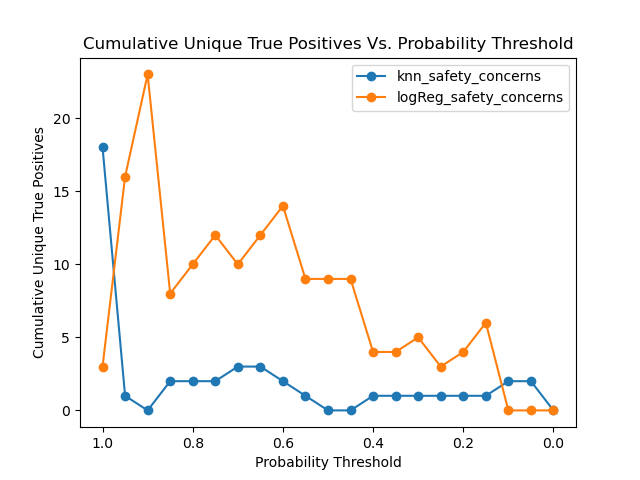 Cumulative Unique True Positives Vs. Probability Threshold
knn_safety_concerns
logReg_safety_concerns
Cumulative Unique True Positives
20
15
10
5
0
1.0 0.8 0.6 0.4 0.2 0.0
Probability Threshold